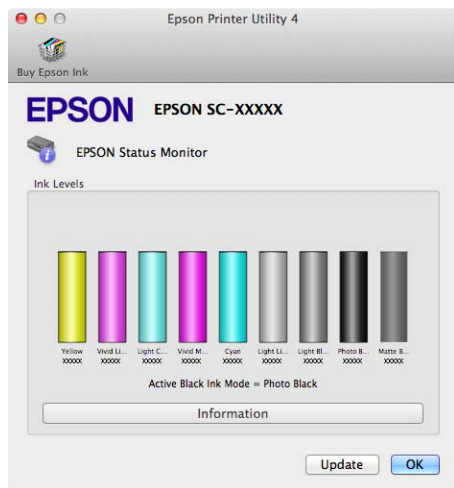 Epson Printer Utility 4
Buy Epson Ink
EPSON EPSON SC-XXXXX
EPSON Status Monitor
Ink Levels
Yellow Vivid Li... Light C... Vivid M... Cyan Light Li... Light Bl... Photo B... Matte B...
XXXXX XXXXX XXXXX XXXXX XXXXX XXXXX XXXXX XXXXX XXXXX
Active Black Ink Mode = Photo Black
Information
Update OK